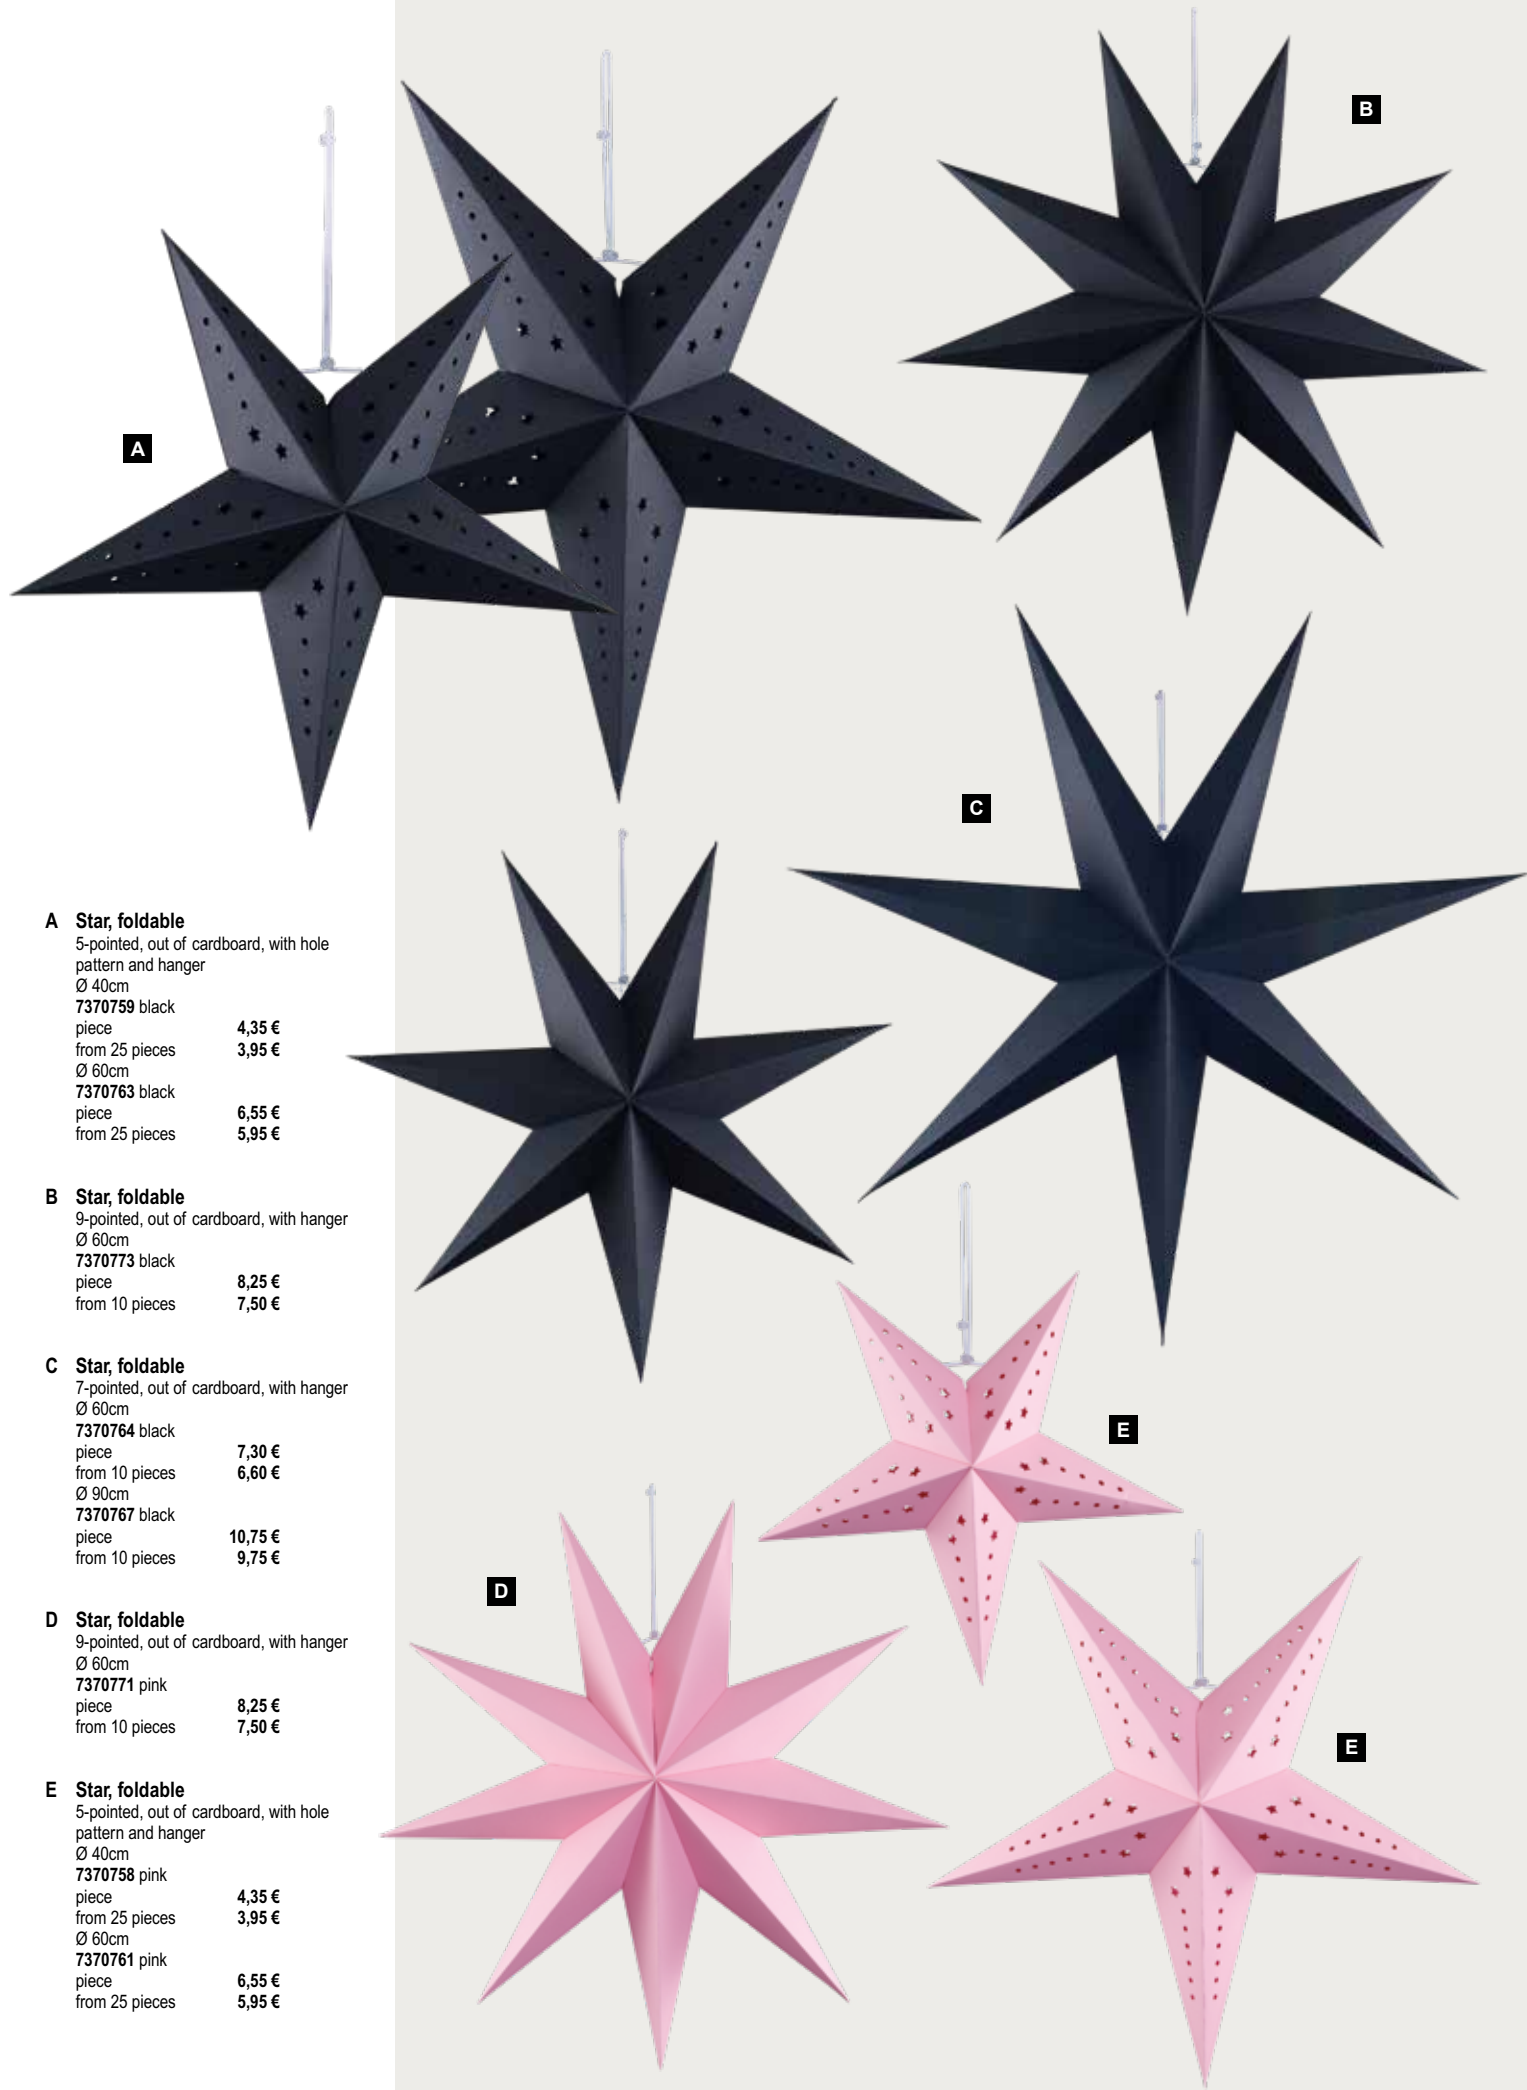 B
A
C
A Star, foldable
5-pointed, out of cardboard, with hole
pattern and hanger
Ø 40cm
7370759 black
piece 4,35 €
from 25 pieces 3,95 €
Ø 60cm
7370763 black
piece 6,55 €
from 25 pieces 5,95 €
B Star, foldable
9-pointed, out of cardboard, with hanger
Ø 60cm
7370773 black
piece 8,25 €
from 10 pieces 7,50 €
C Star, foldable
7-pointed, out of cardboard, with hanger
Ø 60cm
7370764 black
piece 7,30 €
from 10 pieces 6,60 €
Ø 90cm
7370767 black
piece 10,75 €
from 10 pieces 9,75 €
D Star, foldable
9-pointed, out of cardboard, with hanger
Ø 60cm
7370771 pink
piece 8,25 €
from 10 pieces 7,50 €
E Star, foldable
5-pointed, out of cardboard, with hole
pattern and hanger
Ø 40cm
7370758 pink
piece 4,35 €
from 25 pieces 3,95 €
Ø 60cm
7370761 pink
piece 6,55 €
from 25 pieces 5,95 €
E
D
E